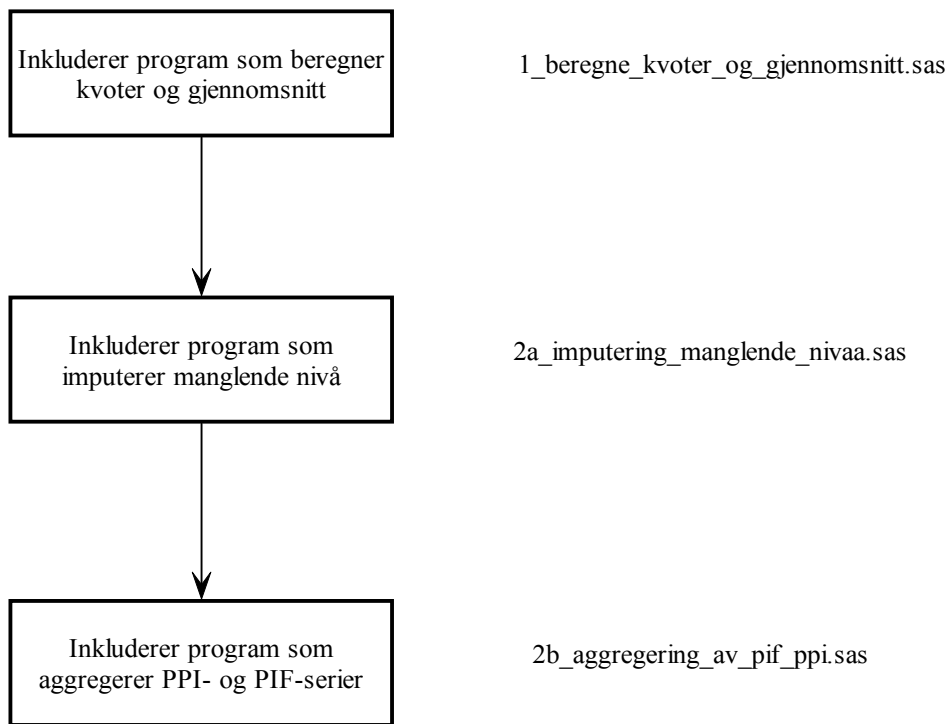 Inkluderer program som beregner
kvoter og gjennomsnitt
1_beregne_kvoter_og_gjennomsnitt.sas
Inkluderer program som
imputerer manglende nivå
2a_imputering_manglende_nivaa.sas
Inkluderer program som
aggregerer PPI- og PIF-serier
2b_aggregering_av_pif_ppi.sas